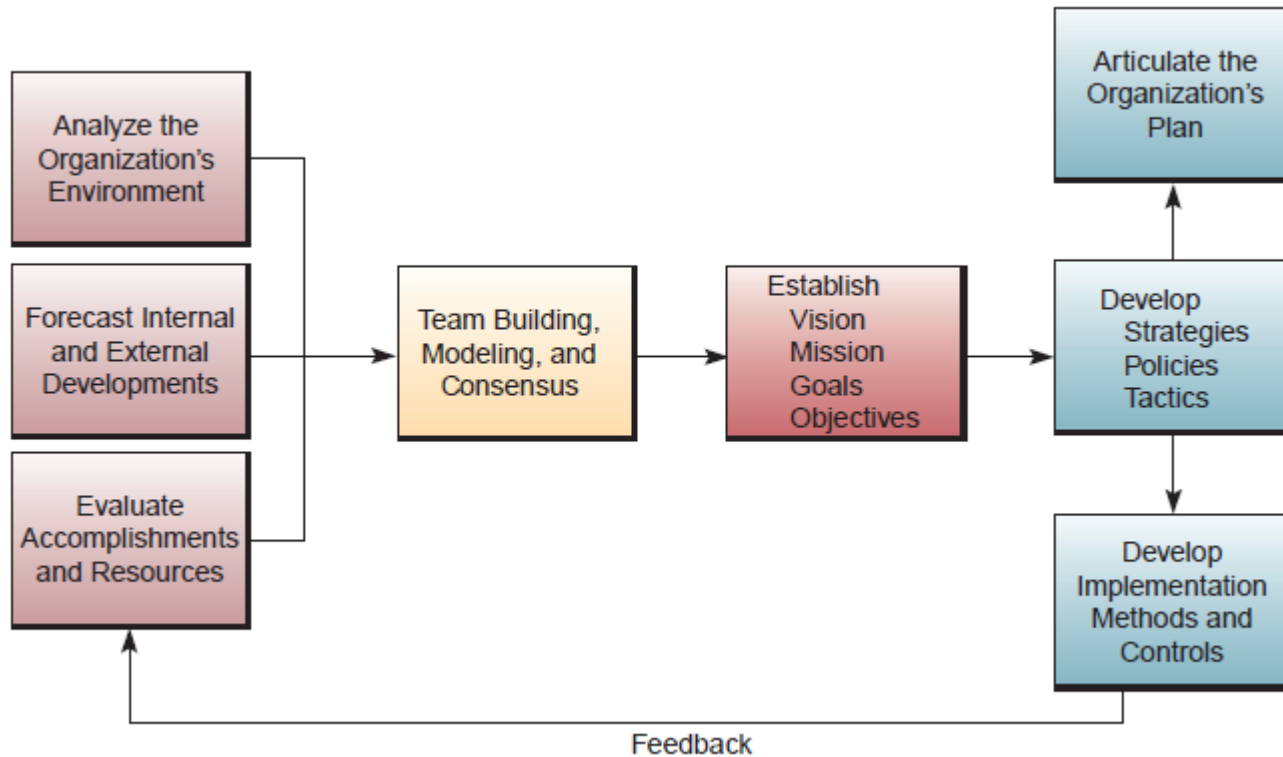 Analyze the
Organization's
Environment
Forecast Internal
and External
Developments
Evaluate
Accomplishments
and Resources
Team Building,
Modeling, and
Consensus
Establish
Vision
Mission
Goals
Objectives
Articulate the
Organization's
Plan
Develop
Strategies
Policies
Tactics
Develop
Implementation
Methods and
Controls
Feedback